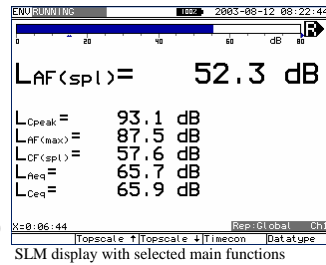 ENV RUNNING 100% 2003-08-12 08:22:44
R
0 20 40 60 dB 80
LAF(spl)= 52.3 dB
LCpeak= 93.1 dB
LAF(max)= 87.5 dB
LCF(spl)= 57.6 dB
LAeq= 65.7 dB
LCeq= 65.9 dB
X=0:06:44 Rep:Global Ch1
Topscale ↑ Topscale ↓ Timecon Datatype
SLM display with selected main functions